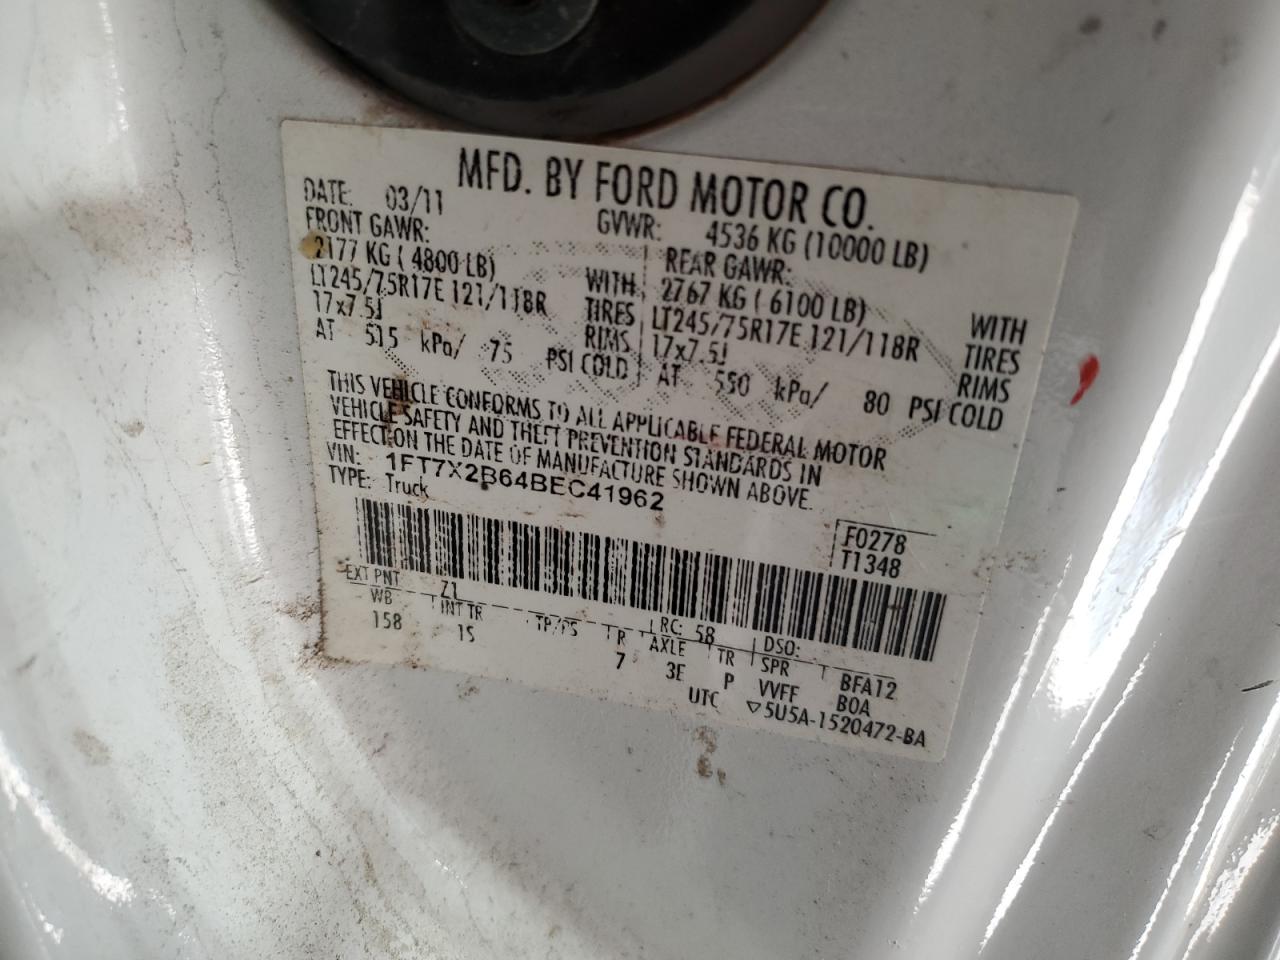 MFD. BY FORD MOTOR CO.
DATE: 03/11 GVWR: 4536 KG (10000 LB)
FRONT GAWR: REAR GAWR:
2177 KG ( 4800 LB) WITH 2767 KG ( 6100 LB) WITH
LT245/75R17E 121/118R TIRES LT245/75R17E 121/118R TIRES
17x7.5J RIMS 17x7.5J RIMS
AT 515 kPa/ 75 PSI COLD AT 550 kPa/ 80 PSI COLD
THIS VEHICLE CONFORMS TO ALL APPLICABLE FEDERAL MOTOR
VEHICLE SAFETY AND THEFT PREVENTION STANDARDS IN
EFFECT ON THE DATE OF MANUFACTURE SHOWN ABOVE.
VIN: 1FT7X2B64BEC41962
TYPE: Truck
F0278
T1348
EXT PNT Z1 RC: 58 DSO:
WB INT TR TP/PS R AXLE TR SPR BFA12
158 1S 7 3E P VVFF B0A
UTC ▽5U5A-1520472-BA